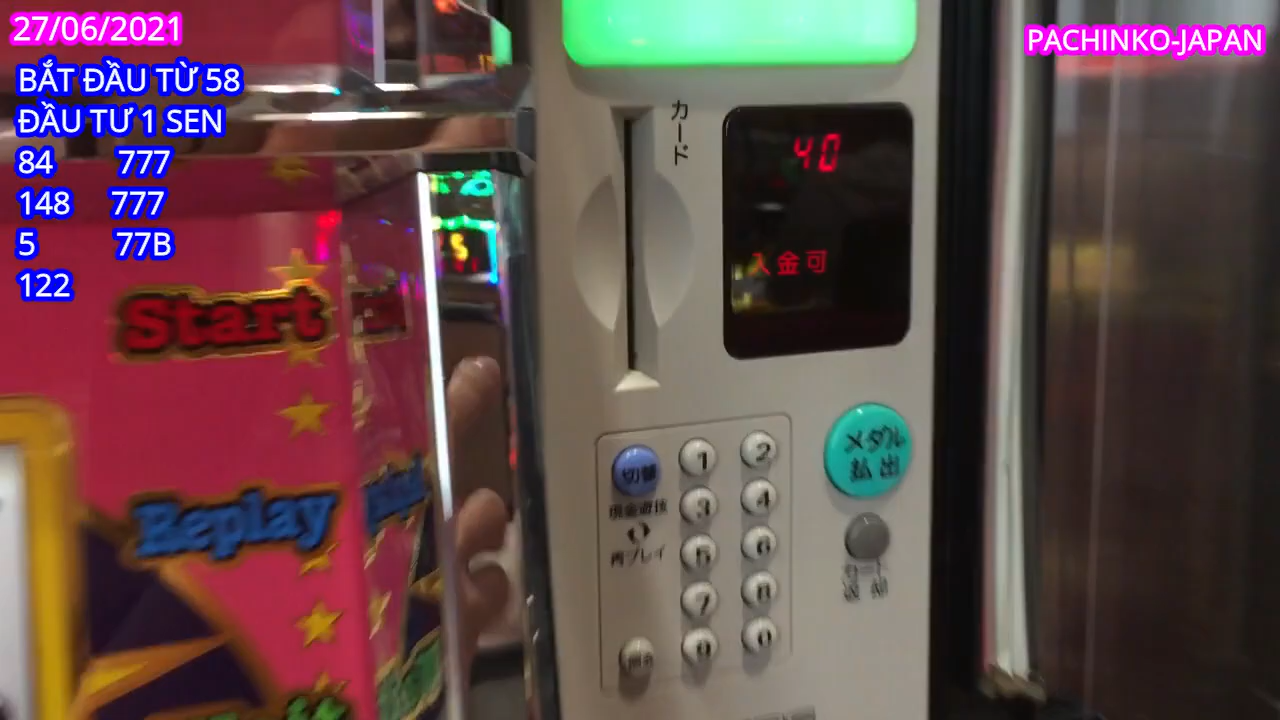 27/06/2021
PACHINKO-JAPAN
BẮT ĐẦU TỪ 58
ĐẦU TƯ 1 SEN
84 777
148 777
5 77B
122
Start
Replay
カード
40
入金可
メダル
払出
切替
現金遊技
再プレイ
1 2
3 4
5 6
7 8
9 0